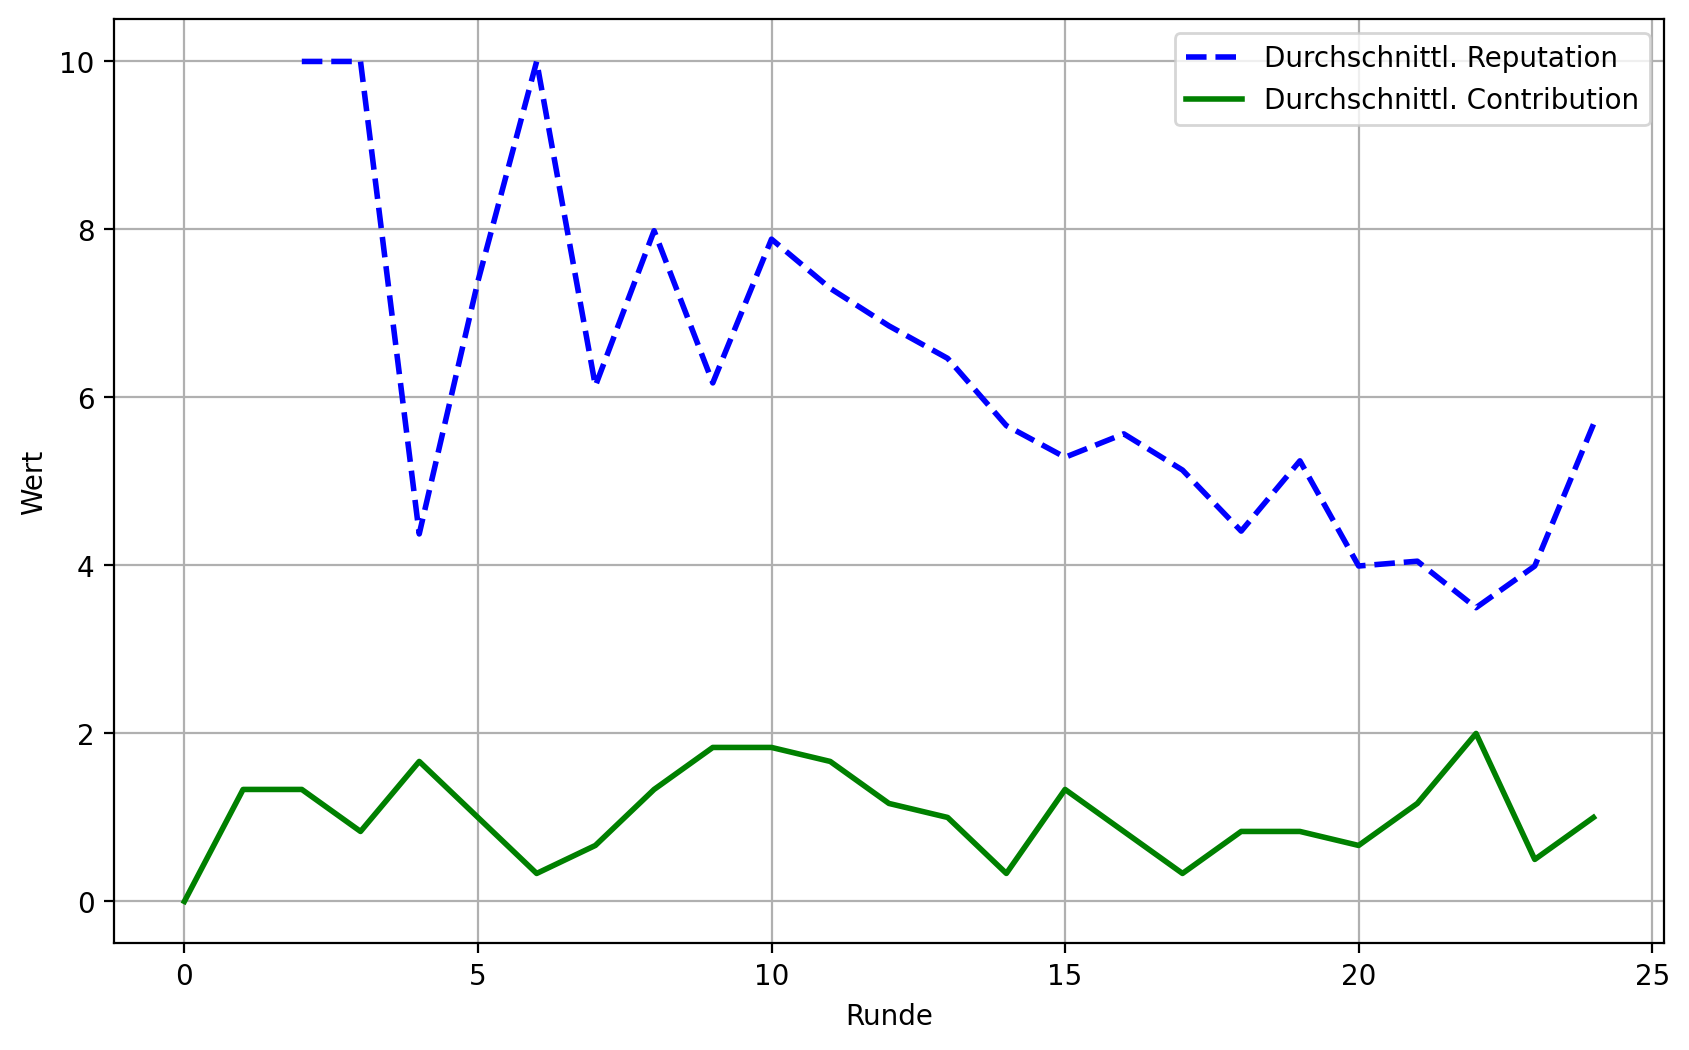 Durchschnittl. Reputation
Durchschnittl. Contribution
10
8
6
4
2
0
Wert
0 5 10 15 20 25
Runde